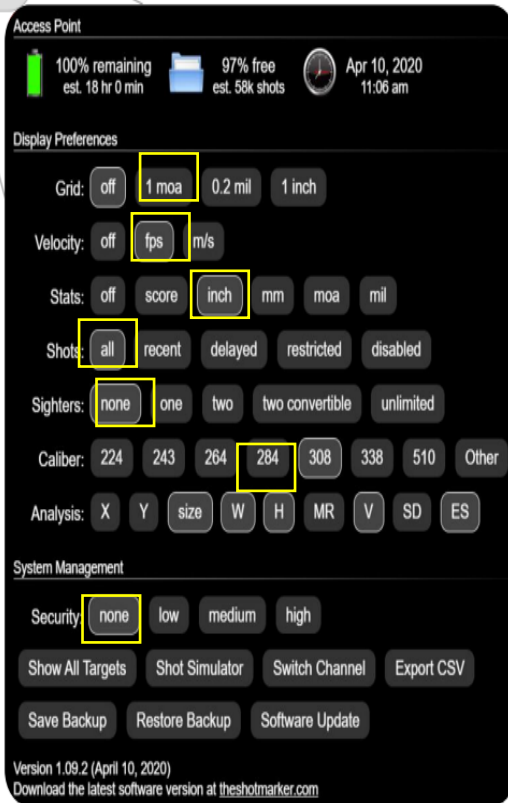 Access Point
100% remaining 97% free Apr 10, 2020
est. 18 hr 0 min est. 58k shots 11:06 am
Display Preferences
Grid: off 1 moa 0.2 mil 1 inch
Velocity: off fps m/s
Stats: off score inch mm moa mil
Shots: all recent delayed restricted disabled
Sighters: none one two two convertible unlimited
Caliber: 224 243 264 284 308 338 510 Other
Analysis: X Y size W H MR V SD ES
System Management
Security: none low medium high
Show All Targets Shot Simulator Switch Channel Export CSV
Save Backup Restore Backup Software Update
Version 1.09.2 (April 10, 2020)
Download the latest software version at theshotmarker.com